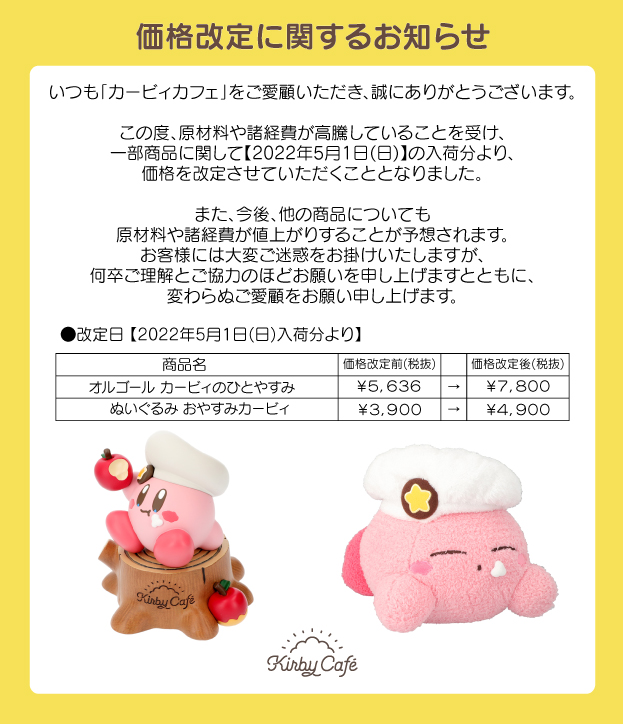 価格改定に関するお知らせ
いつも「カービィカフェ」をご愛顧いただき、誠にありがとうございます。
この度、原材料や諸経費が高騰していることを受け、
一部商品に関して【2022年5月1日(日)】の入荷分より、
価格を改定させていただくこととなりました。
また、今後、他の商品についても
原材料や諸経費が値上がりすることが予想されます。
お客様には大変ご迷惑をお掛けいたしますが、
何卒ご理解とご協力のほどお願いを申し上げますとともに、
変わらぬご愛顧をお願い申し上げます。
●改定日【2022年5月1日(日)入荷分より】
商品名 価格改定前(税抜) 価格改定後(税抜)
オルゴール カービィのひとやすみ ¥5,636 → ¥7,800
ぬいぐるみ おやすみカービィ ¥3,900 → ¥4,900
Kirby Café
Kirby Café